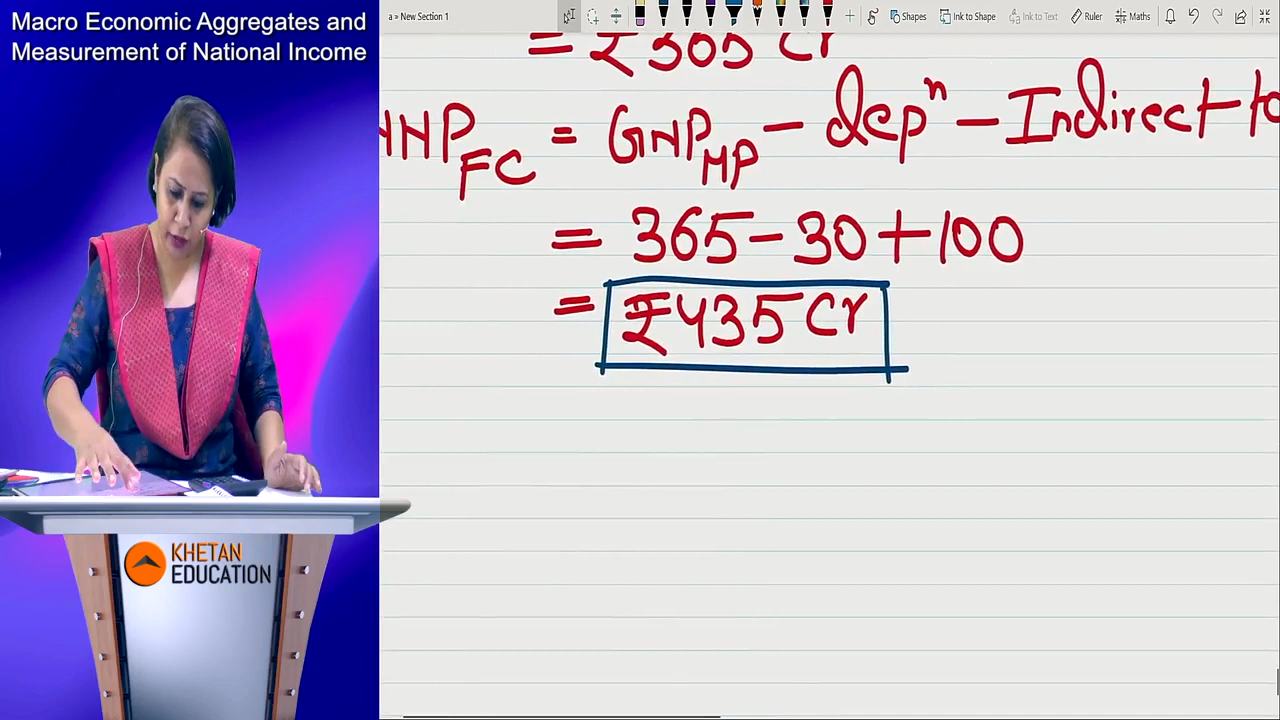 Macro Economic Aggregates and
Measurement of National Income
a > New Section 1
Shapes
Ink to Shape
Ink to Text
Ruler
Maths
= ₹365 Cr
NNP FC = GNP MP - depⁿ - Indirect
= 365 - 30 + 100
= ₹435 Cr
KHETAN
EDUCATION